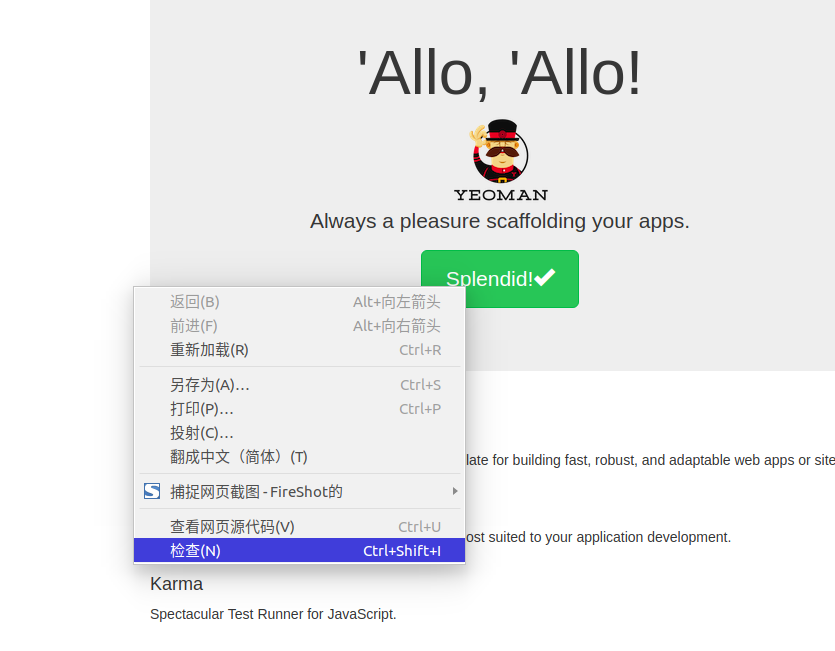 'Allo, 'Allo!
YEOMAN
Always a pleasure scaffolding your apps.
Splendid!
返回(B) Alt+向左箭头
前进(F) Alt+向右箭头
重新加载(R) Ctrl+R
另存为(A)... Ctrl+S
打印(P)... Ctrl+P
投射(C)...
翻成中文（简体）(T)
late for building fast, robust, and adaptable web apps or site
捕捉网页截图 - FireShot的
查看网页源代码(V) Ctrl+U
ost suited to your application development.
检查(N) Ctrl+Shift+I
Karma
Spectacular Test Runner for JavaScript.